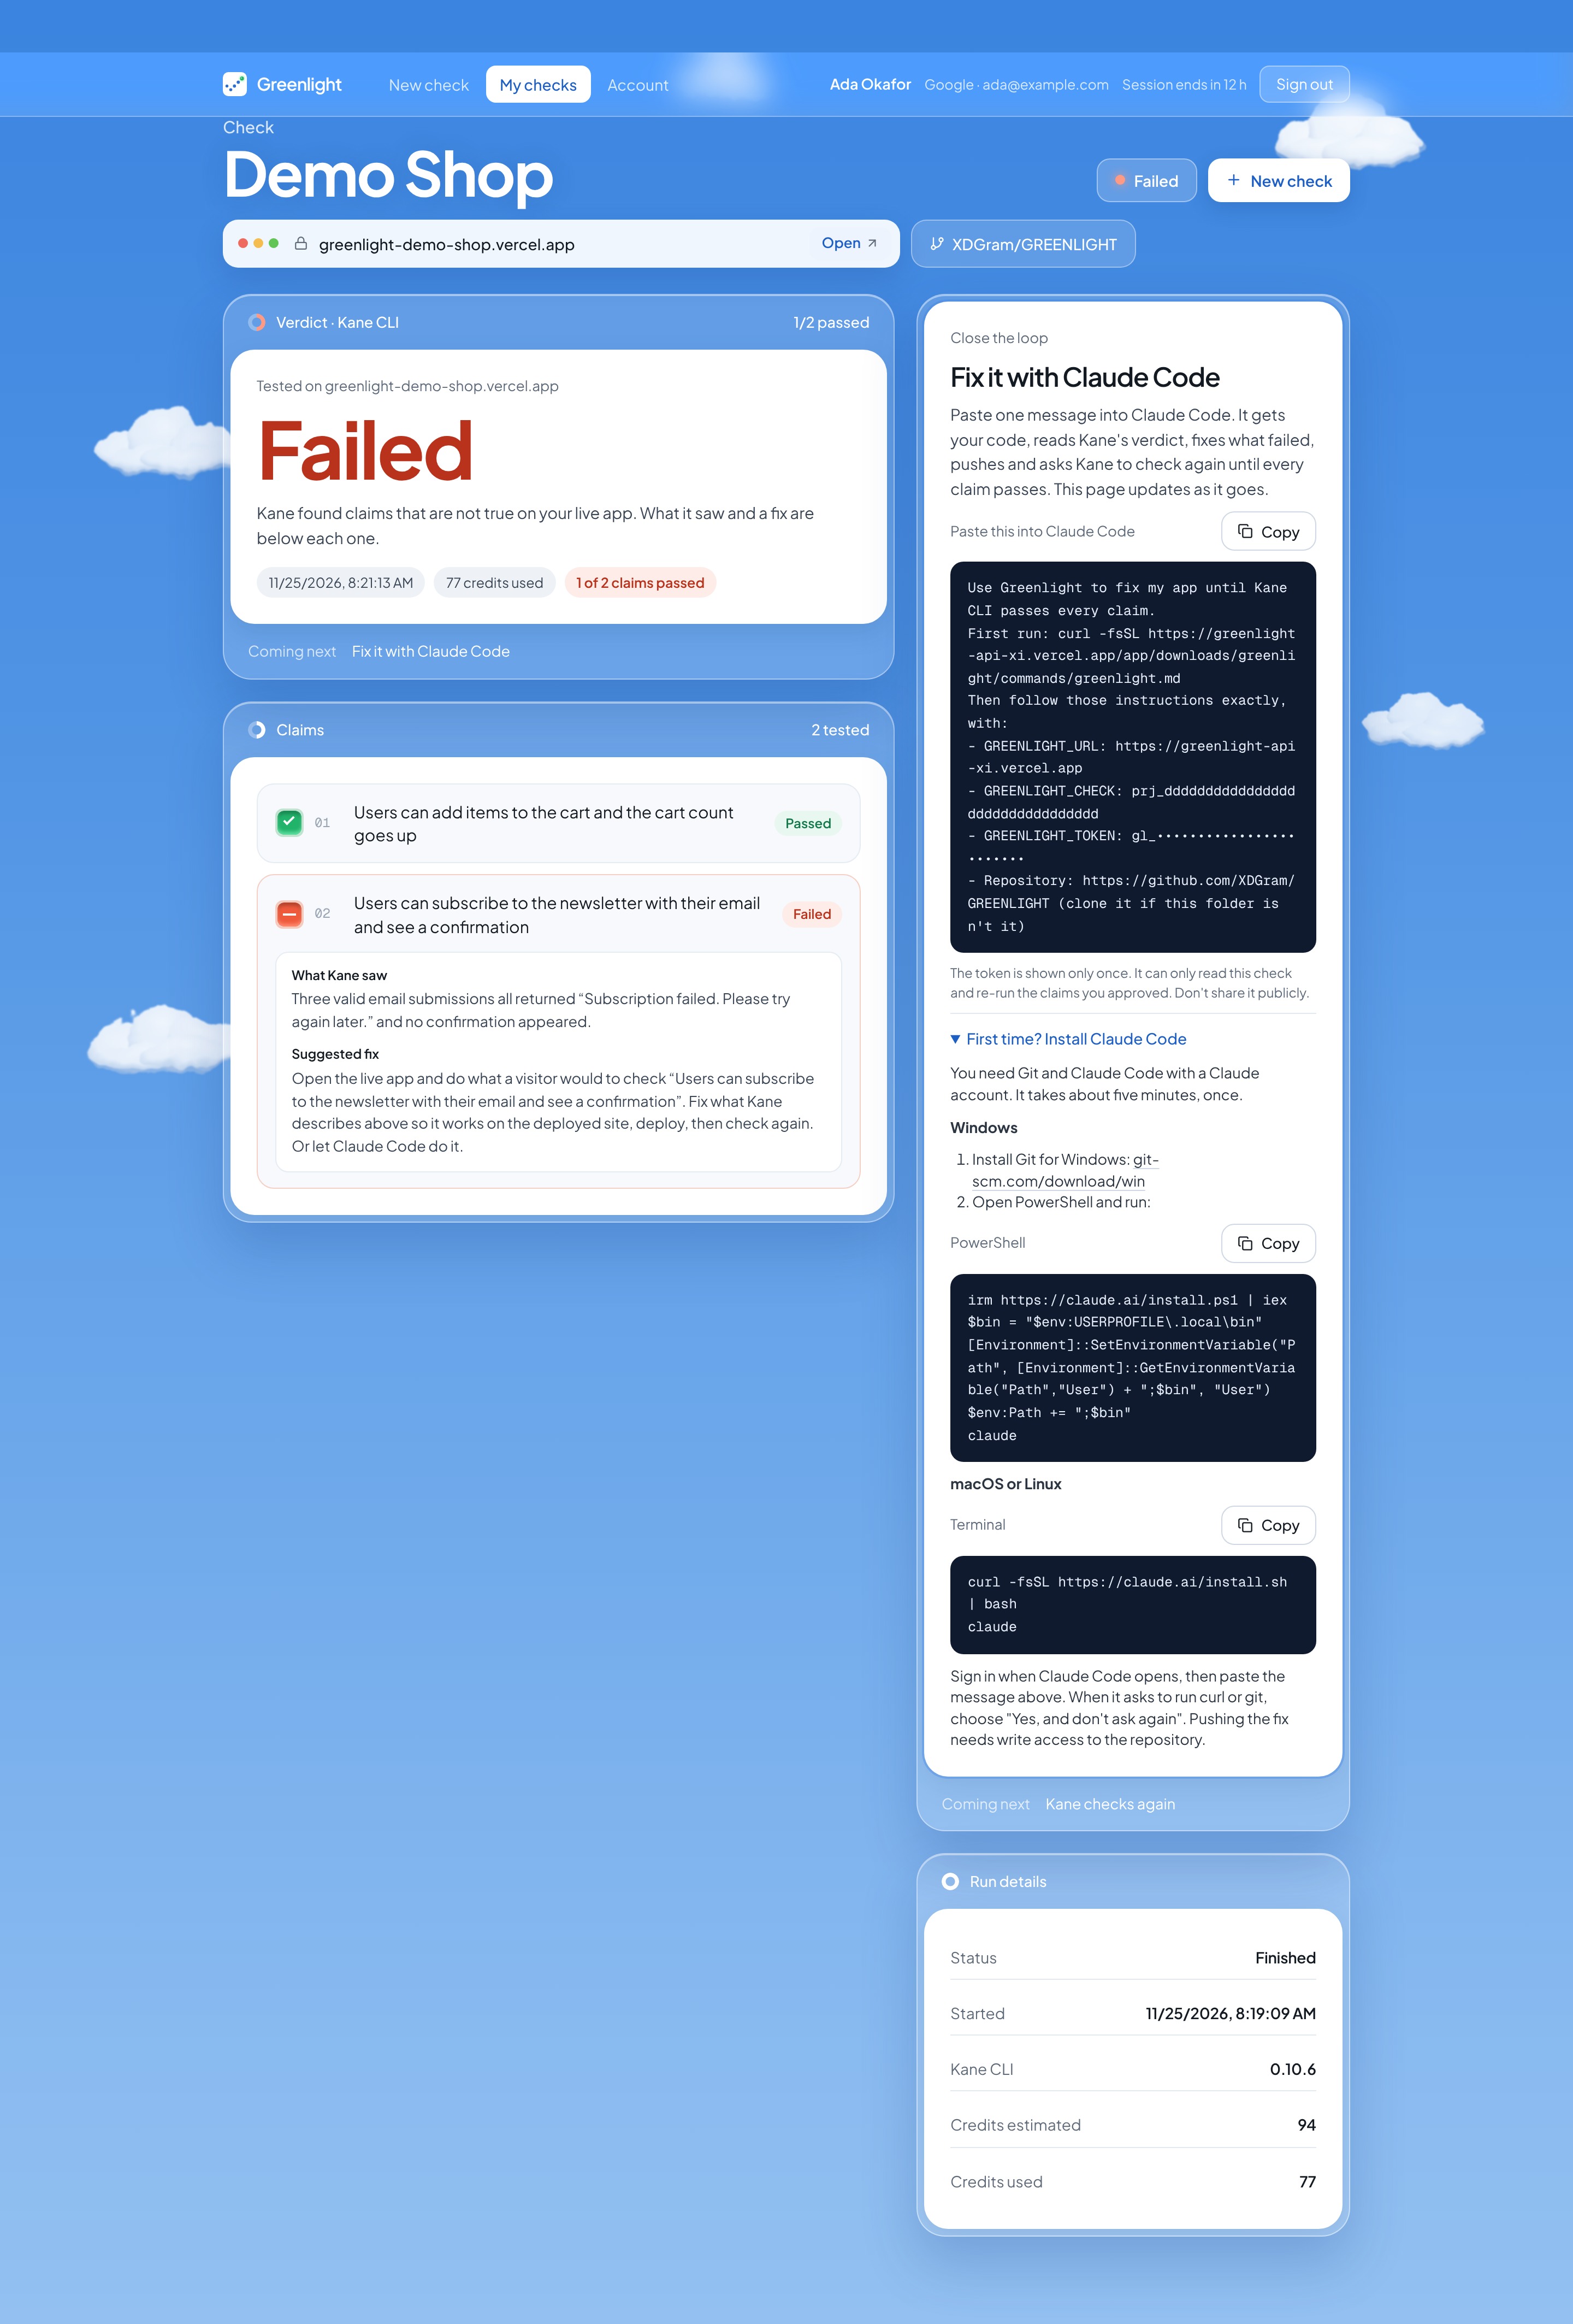 Greenlight
New check
My checks
Account
Ada Okafor
Google · ada@example.com
Session ends in 12 h
Sign out
Check
Demo Shop
Failed
New check
greenlight-demo-shop.vercel.app
Open
XDGram/GREENLIGHT
Verdict · Kane CLI
1/2 passed
Tested on greenlight-demo-shop.vercel.app
Failed
Kane found claims that are not true on your live app. What it saw and a fix are
below each one.
11/25/2026, 8:21:13 AM
77 credits used
1 of 2 claims passed
Coming next
Fix it with Claude Code
Claims
2 tested
01
Users can add items to the cart and the cart count
goes up
Passed
02
Users can subscribe to the newsletter with their email
and see a confirmation
Failed
What Kane saw
Three valid email submissions all returned “Subscription failed. Please try
again later.” and no confirmation appeared.
Suggested fix
Open the live app and do what a visitor would to check “Users can subscribe
to the newsletter with their email and see a confirmation”. Fix what Kane
describes above so it works on the deployed site, deploy, then check again.
Or let Claude Code do it.
Close the loop
Fix it with Claude Code
Paste one message into Claude Code. It gets
your code, reads Kane's verdict, fixes what failed,
pushes and asks Kane to check again until every
claim passes. This page updates as it goes.
Paste this into Claude Code
Copy
Use Greenlight to fix my app until Kane
CLI passes every claim.
First run: curl -fsSL https://greenlight
-api-xi.vercel.app/app/downloads/greenli
ght/commands/greenlight.md
Then follow those instructions exactly,
with:
- GREENLIGHT_URL: https://greenlight-api
-xi.vercel.app
- GREENLIGHT_CHECK: prj_dddddddddddddddd
dddddddddddddddd
- GREENLIGHT_TOKEN: gl_•••••••••••••••••
•••••••
- Repository: https://github.com/XDGram/
GREENLIGHT (clone it if this folder is
n't it)
The token is shown only once. It can only read this check
and re-run the claims you approved. Don't share it publicly.
First time? Install Claude Code
You need Git and Claude Code with a Claude
account. It takes about five minutes, once.
Windows
1. Install Git for Windows: git-
scm.com/download/win
2. Open PowerShell and run:
PowerShell
Copy
irm https://claude.ai/install.ps1 | iex
$bin = "$env:USERPROFILE\.local\bin"
[Environment]::SetEnvironmentVariable("P
ath", [Environment]::GetEnvironmentVaria
ble("Path","User") + ";$bin", "User")
$env:Path += ";$bin"
claude
macOS or Linux
Terminal
Copy
curl -fsSL https://claude.ai/install.sh
| bash
claude
Sign in when Claude Code opens, then paste the
message above. When it asks to run curl or git,
choose "Yes, and don't ask again". Pushing the fix
needs write access to the repository.
Coming next
Kane checks again
Run details
Status
Finished
Started
11/25/2026, 8:19:09 AM
Kane CLI
0.10.6
Credits estimated
94
Credits used
77